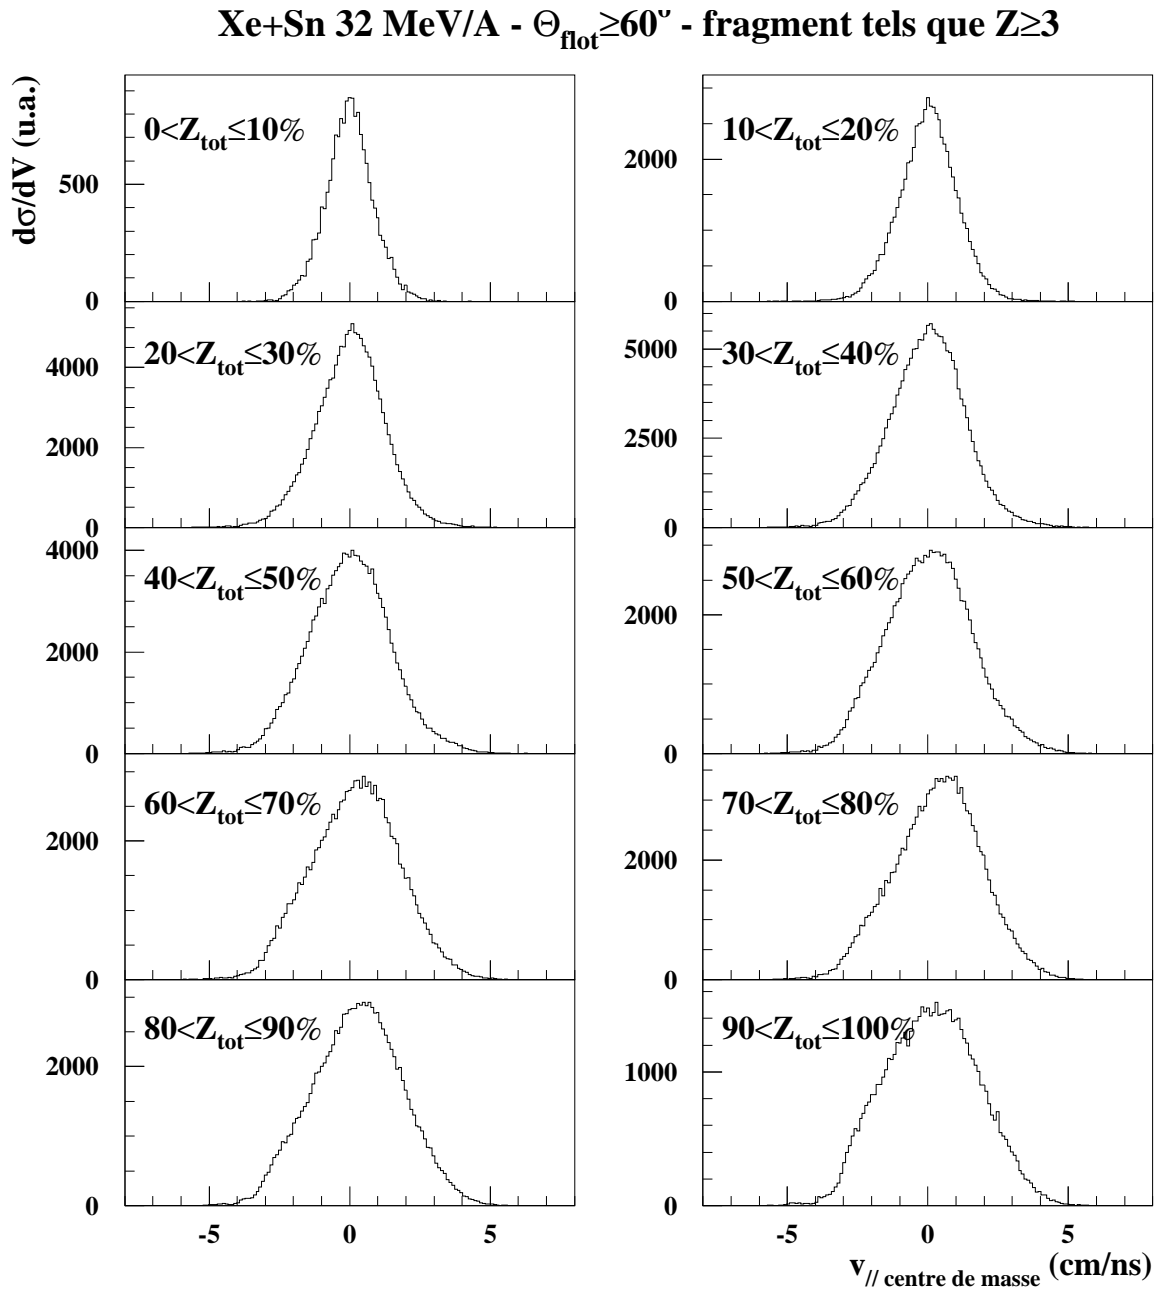 Xe+Sn 32 MeV/A - Θflot≥60° - fragment tels que Z≥3
dσ/dV (u.a.)
0<Ztot≤10%
500
0
10<Ztot≤20%
2000
0
20<Ztot≤30%
4000
2000
0
30<Ztot≤40%
5000
2500
0
40<Ztot≤50%
4000
2000
0
50<Ztot≤60%
2000
0
60<Ztot≤70%
2000
0
70<Ztot≤80%
2000
0
80<Ztot≤90%
2000
0
90<Ztot≤100%
1000
0
-5 0 5
-5 0 5
v// centre de masse (cm/ns)